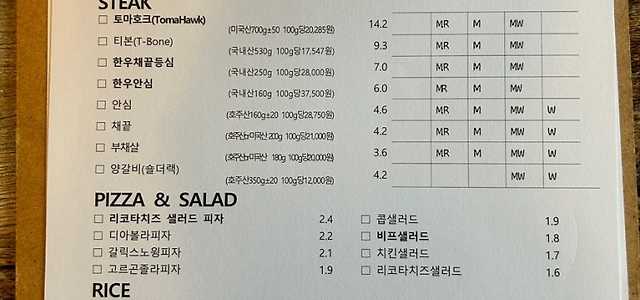 STEAK
□ 토마호크(TomaHawk) (미국산700g±50 100g당20,285원) 14.2 MR M MW
□ 티본(T-Bone) (국내산530g 100g당17,547원) 9.3 MR M MW
□ 한우채끝등심 (국내산250g 100g당28,000원) 7.0 MR M MW
□ 한우안심 (국내산160g 100g당37,500원) 6.0 MR M MW
□ 안심 (호주산160g±20 100g당28,750원) 4.6 MR M MW W
□ 채끝 (호주산or미국산 200g 100g당21,000원) 4.2 MR M MW W
□ 부채살 (호주산or미국산 180g 100g당20,000원) 3.6 MR M MW W
□ 양갈비(숄더랙) (호주산350g±20 100g당12,000원) 4.2 MW W
PIZZA & SALAD
□ 리코타치즈 샐러드 피자 2.4 □ 콥샐러드 1.9
□ 디아볼라피자 2.2 □ 비프샐러드 1.8
□ 갈릭스노윙피자 2.1 □ 치킨샐러드 1.7
□ 고르곤졸라피자 1.9 □ 리코타치즈샐러드 1.6
RICE